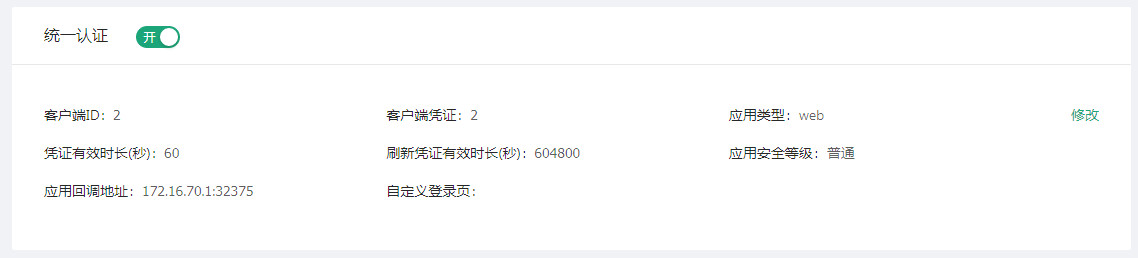 统一认证 开
客户端ID：2 客户端凭证：2 应用类型：web 修改
凭证有效时长(秒)：60 刷新凭证有效时长(秒)：604800 应用安全等级：普通
应用回调地址：172.16.70.1:32375 自定义登录页：